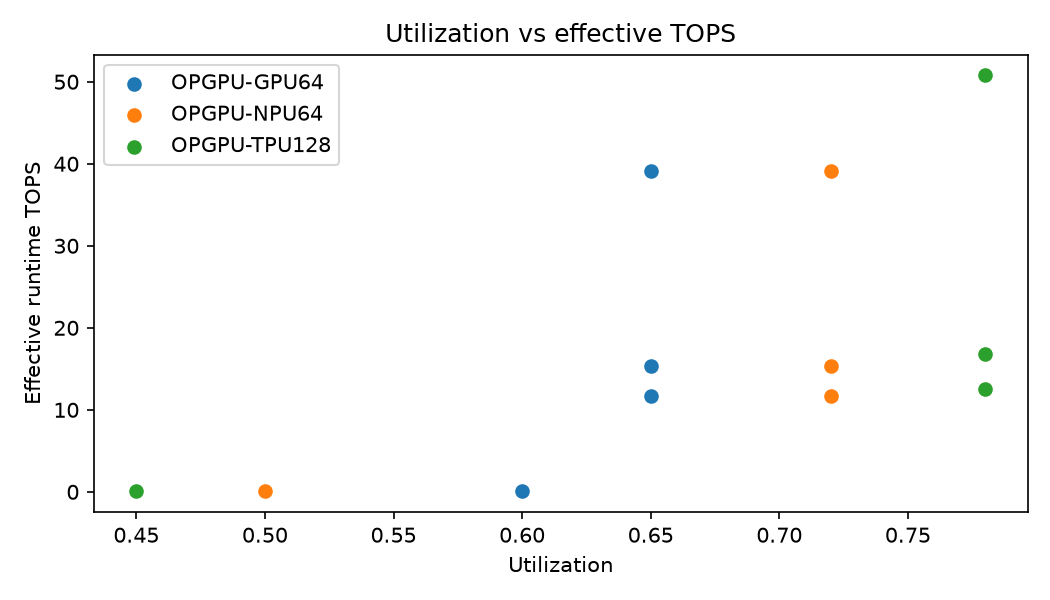 Utilization vs effective TOPS
OPGPU-GPU64
OPGPU-NPU64
OPGPU-TPU128
Effective runtime TOPS
50
40
30
20
10
0
0.45 0.50 0.55 0.60 0.65 0.70 0.75
Utilization